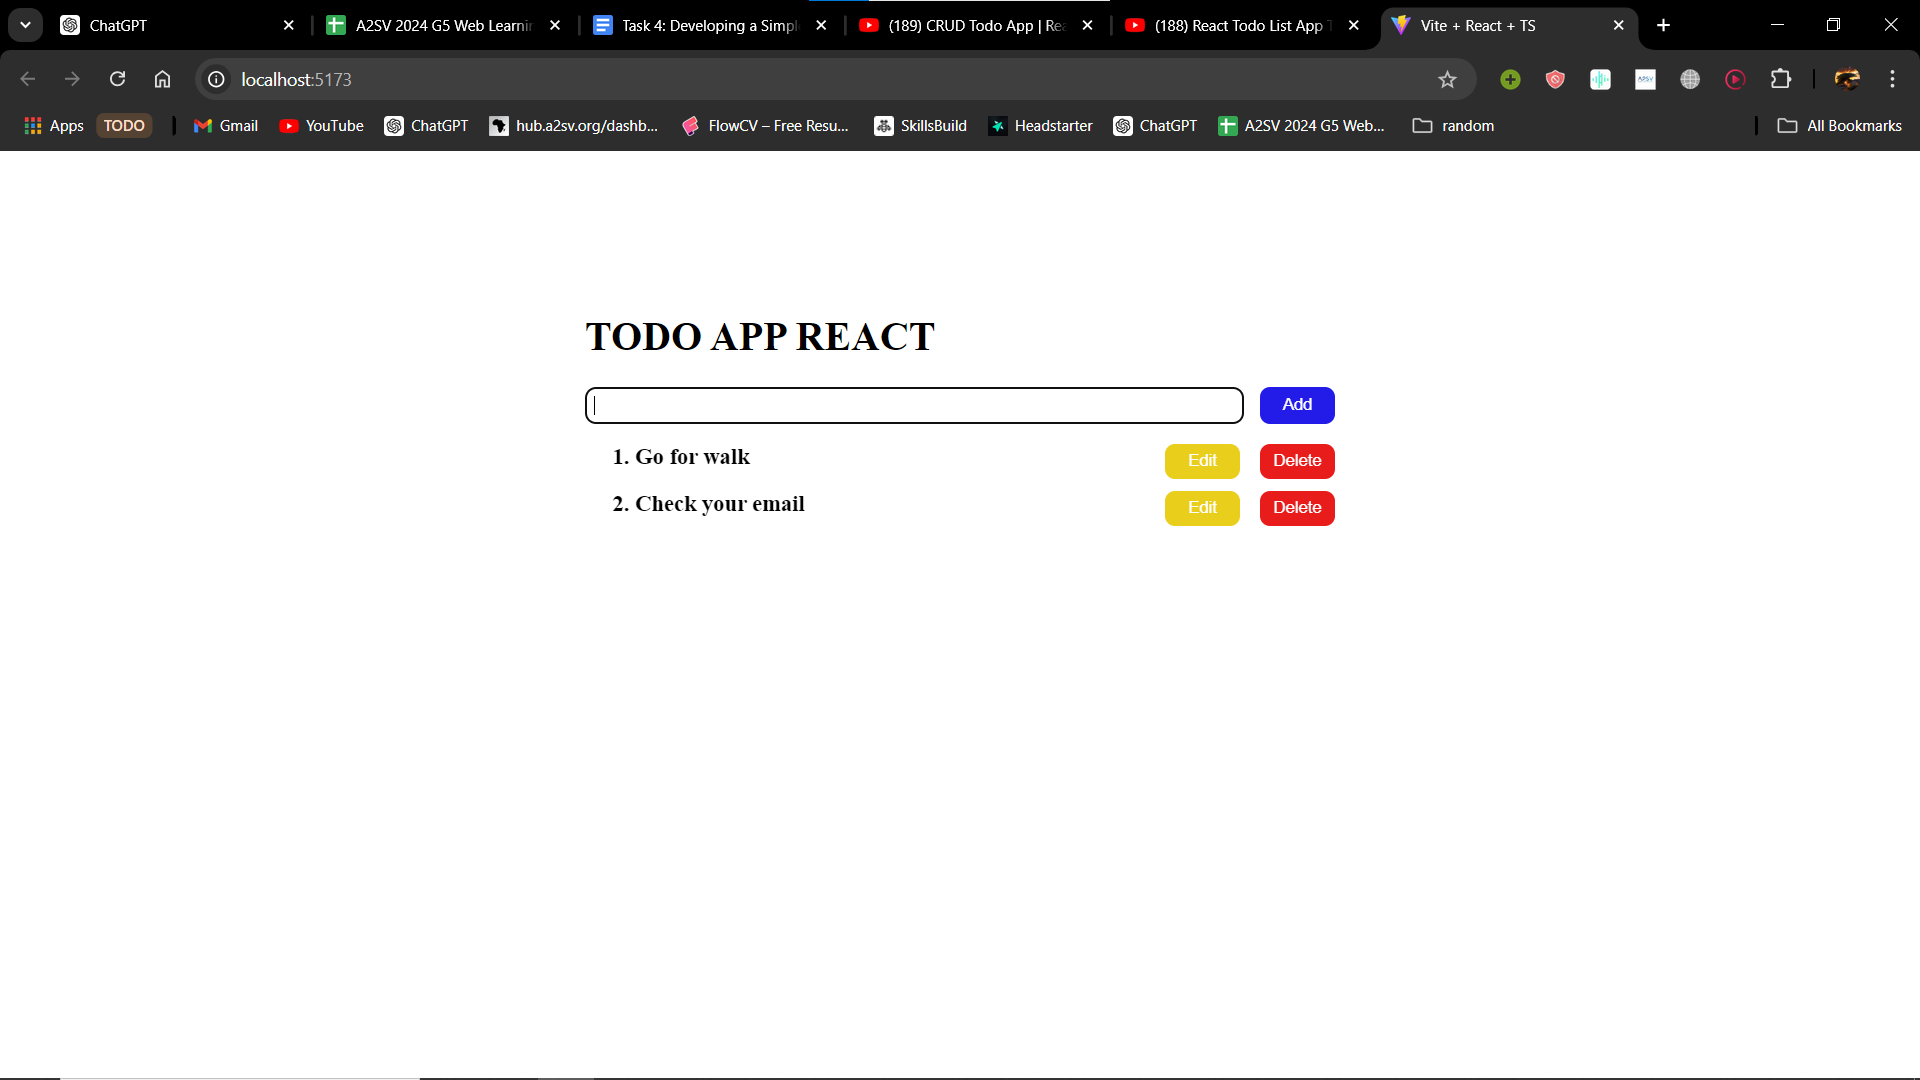 ChatGPT
A2SV 2024 G5 Web Learnin
Task 4: Developing a Simpl
(189) CRUD Todo App | Rea
(188) React Todo List App T
Vite + React + TS
localhost:5173
Apps
TODO
Gmail
YouTube
ChatGPT
hub.a2sv.org/dashb...
FlowCV – Free Resu...
SkillsBuild
Headstarter
ChatGPT
A2SV 2024 G5 Web...
random
All Bookmarks
TODO APP REACT
Add
1. Go for walk
Edit
Delete
2. Check your email
Edit
Delete